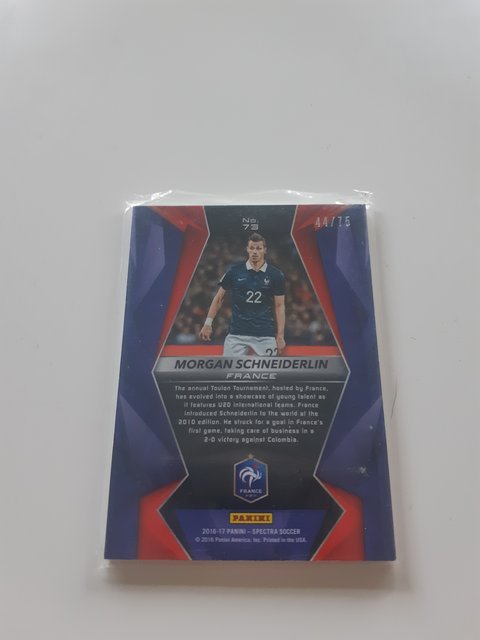 No.
73
44/75
22
22
MORGAN SCHNEIDERLIN
FRANCE
The annual Toulon Tournament, hosted by France,
has evolved into a showcase of young talent as
it features U20 international teams. France
introduced Schneiderlin to the world at the
2010 edition. He struck for a goal in France's
first game, taking care of business in a
2-0 victory against Colombia.
FRANCE
PANINI
2016-17 PANINI – SPECTRA SOCCER
© 2016 Panini America, Inc. Printed in the USA.